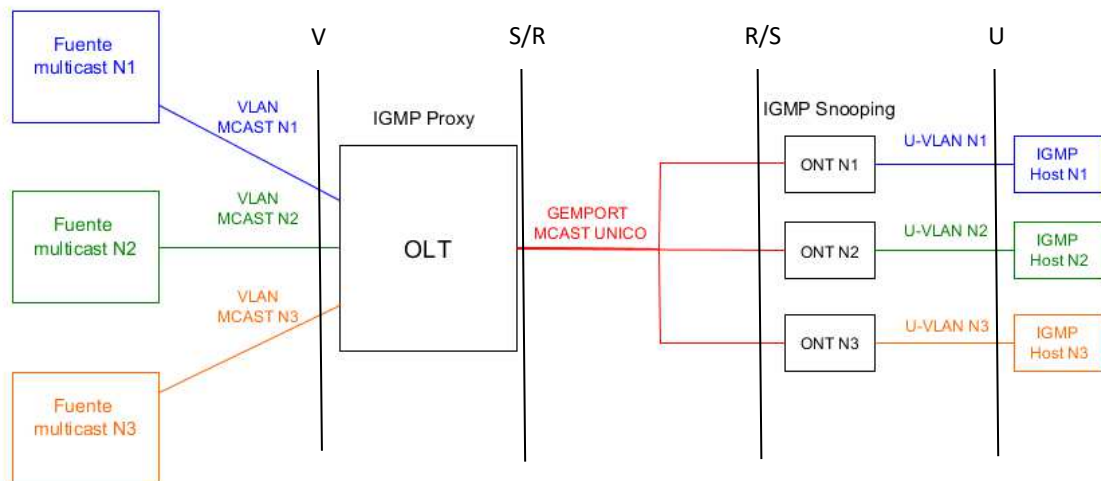 V
S/R
R/S
U
Fuente
multicast N1
VLAN
MCAST N1
IGMP Proxy
IGMP Snooping
U-VLAN N1
ONT N1
IGMP
Host N1
Fuente
multicast N2
VLAN
MCAST N2
OLT
GEMPORT
MCAST UNICO
ONT N2
U-VLAN N2
IGMP
Host N2
VLAN
MCAST N3
ONT N3
U-VLAN N3
IGMP
Host N3
Fuente
multicast N3